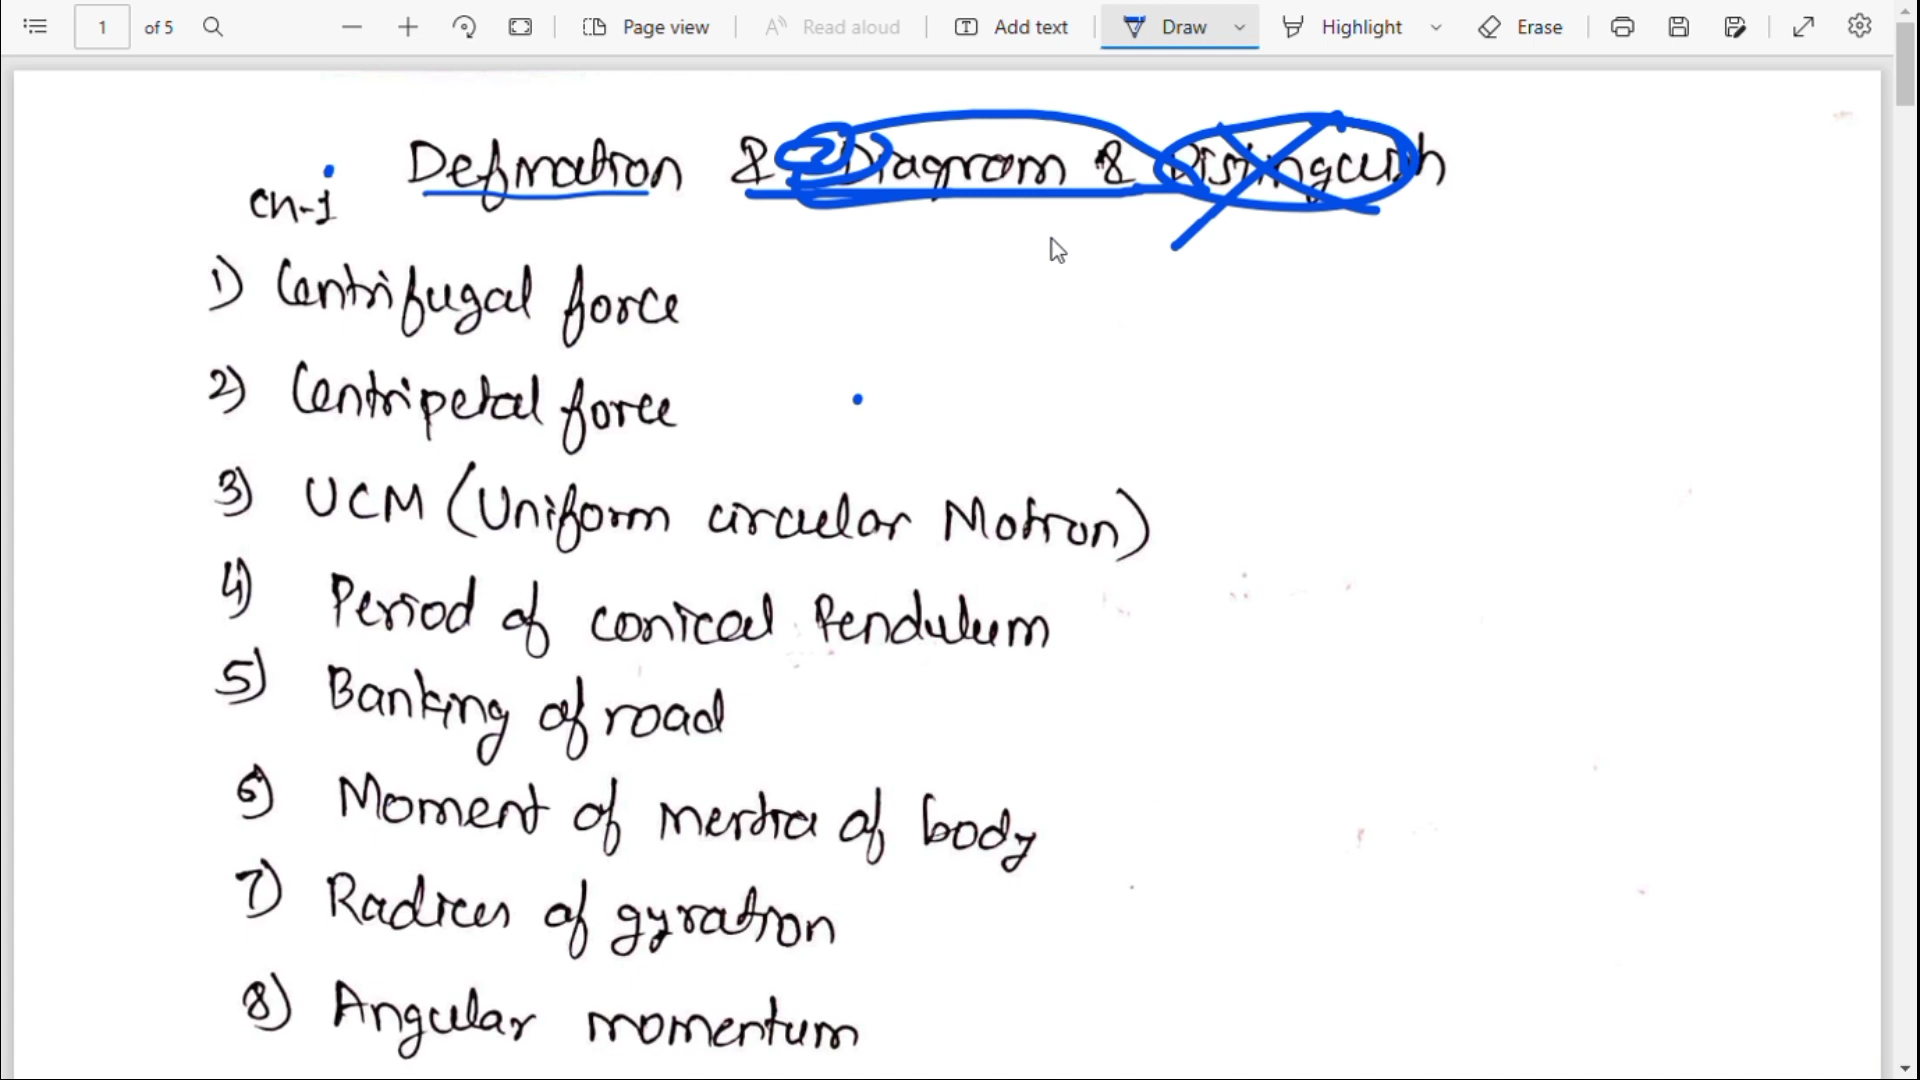 1 of 5 Page view Read aloud Add text Draw Highlight Erase
Defination & Diagram & Distinguish
Ch-1
1) Centrifugal force
2) Centripetal force
3) UCM (Uniform circular Motion)
4) Period of conical Pendulum
5) Banking of road
6) Moment of inertia of body
7) Radius of gyration
8) Angular momentum